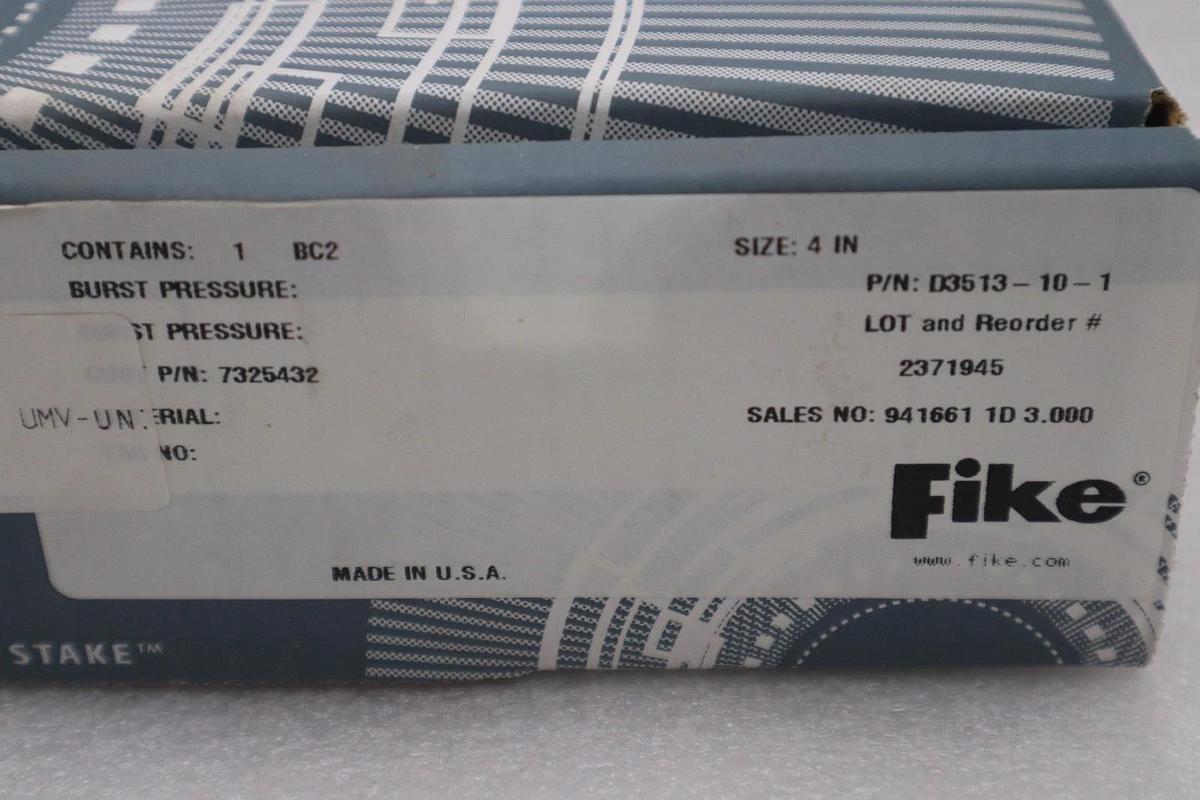 CONTAINS: 1 BC2
SIZE: 4 IN
BURST PRESSURE:
P/N: D3513-10-1
ST PRESSURE:
LOT and Reorder #
P/N: 7325432
2371945
UMV-UN
ERIAL:
SALES NO: 941661 1D 3.000
NO:
Fike®
www.fike.com
MADE IN U.S.A.
STAKE™